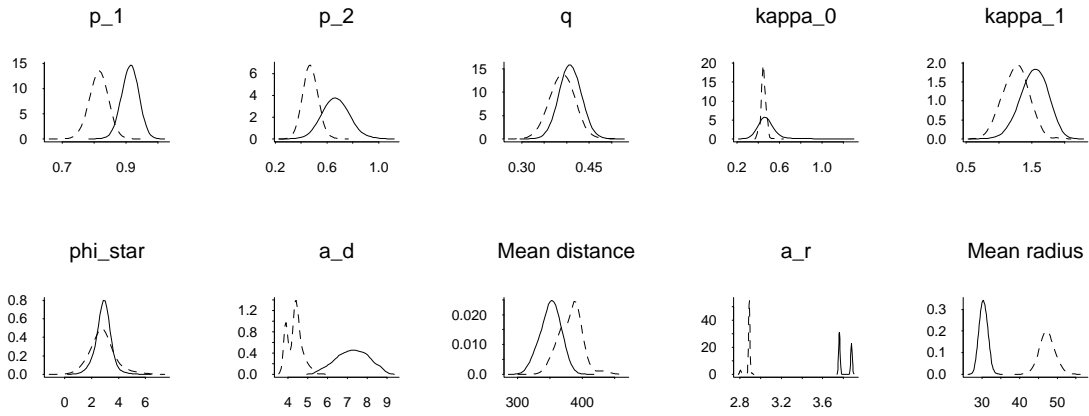 p_1
15
10
5
0
0.7 0.9
p_2
6
4
2
0
0.2 0.6 1.0
q
15
10
5
0
0.30 0.45
kappa_0
20
15
10
5
0
0.2 0.6 1.0
kappa_1
2.0
1.5
1.0
0.5
0.0
0.5 1.5
phi_star
0.8
0.6
0.4
0.2
0.0
0 2 4 6
a_d
1.2
0.8
0.4
0.0
4 5 6 7 8 9
Mean distance
0.020
0.010
0.0
300 400
a_r
40
20
0
2.8 3.2 3.6
Mean radius
0.3
0.2
0.1
0.0
30 40 50